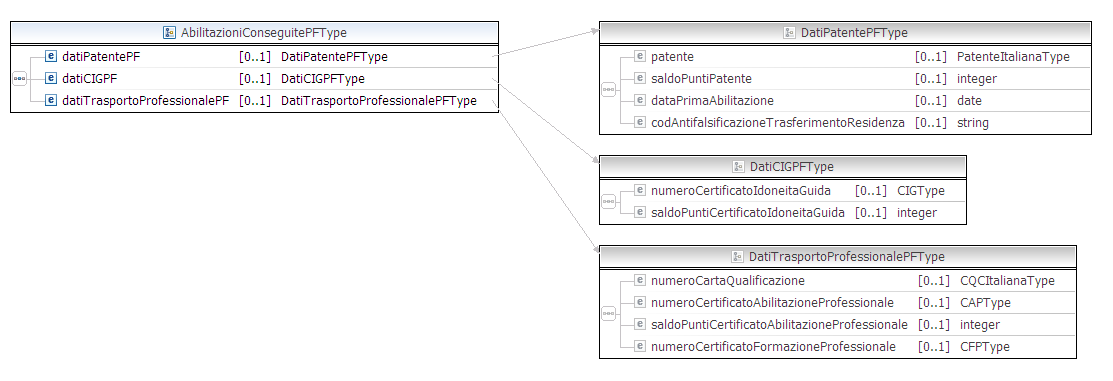 AbilitazioniConseguitePFType
datiPatentePF [0..1] DatiPatentePFType
datiCIGPF [0..1] DatiCIGPFType
datiTrasportoProfessionalePF [0..1] DatiTrasportoProfessionalePFType
DatiPatentePFType
patente [0..1] PatenteItalianaType
saldoPuntiPatente [0..1] integer
dataPrimaAbilitazione [0..1] date
codAntifalsificazioneTrasferimentoResidenza [0..1] string
DatiCIGPFType
numeroCertificatoIdoneitaGuida [0..1] CIGType
saldoPuntiCertificatoIdoneitaGuida [0..1] integer
DatiTrasportoProfessionalePFType
numeroCartaQualificazione [0..1] CQCItalianaType
numeroCertificatoAbilitazioneProfessionale [0..1] CAPType
saldoPuntiCertificatoAbilitazioneProfessionale [0..1] integer
numeroCertificatoFormazioneProfessionale [0..1] CFPType